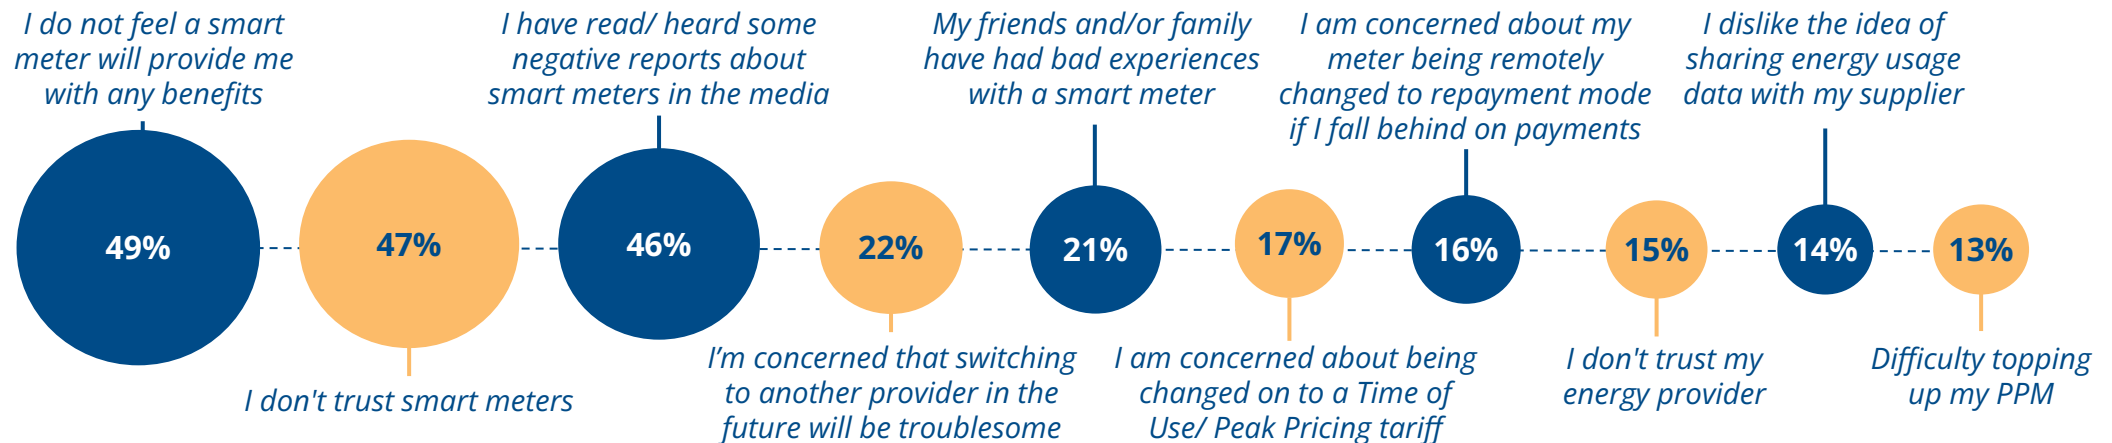 I do not feel a smart
meter will provide me
with any benefits
49%
47%
I don't trust smart meters
I have read/ heard some
negative reports about
smart meters in the media
46%
22%
I’m concerned that switching
to another provider in the
future will be troublesome
My friends and/or family
have had bad experiences
with a smart meter
21%
17%
I am concerned about being
changed on to a Time of
Use/ Peak Pricing tariff
I am concerned about my
meter being remotely
changed to repayment mode
if I fall behind on payments
16%
15%
I don't trust my
energy provider
I dislike the idea of
sharing energy usage
data with my supplier
14%
13%
Difficulty topping
up my PPM